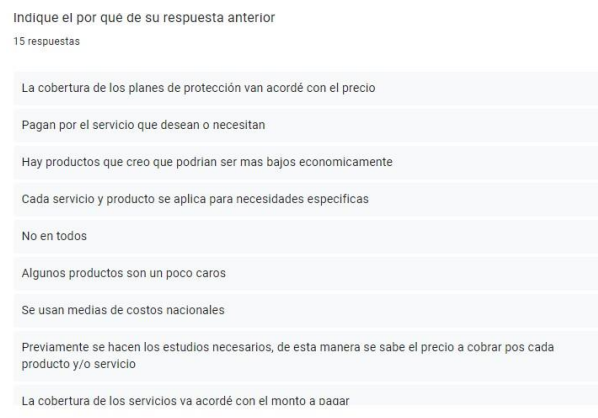 Indique el por qué de su respuesta anterior
15 respuestas
La cobertura de los planes de protección van acordé con el precio
Pagan por el servicio que desean o necesitan
Hay productos que creo que podrian ser mas bajos economicamente
Cada servicio y producto se aplica para necesidades especificas
No en todos
Algunos productos son un poco caros
Se usan medias de costos nacionales
Previamente se hacen los estudios necesarios, de esta manera se sabe el precio a cobrar pos cada
producto y/o servicio
La cobertura de los servicios va acordé con el monto a pagar